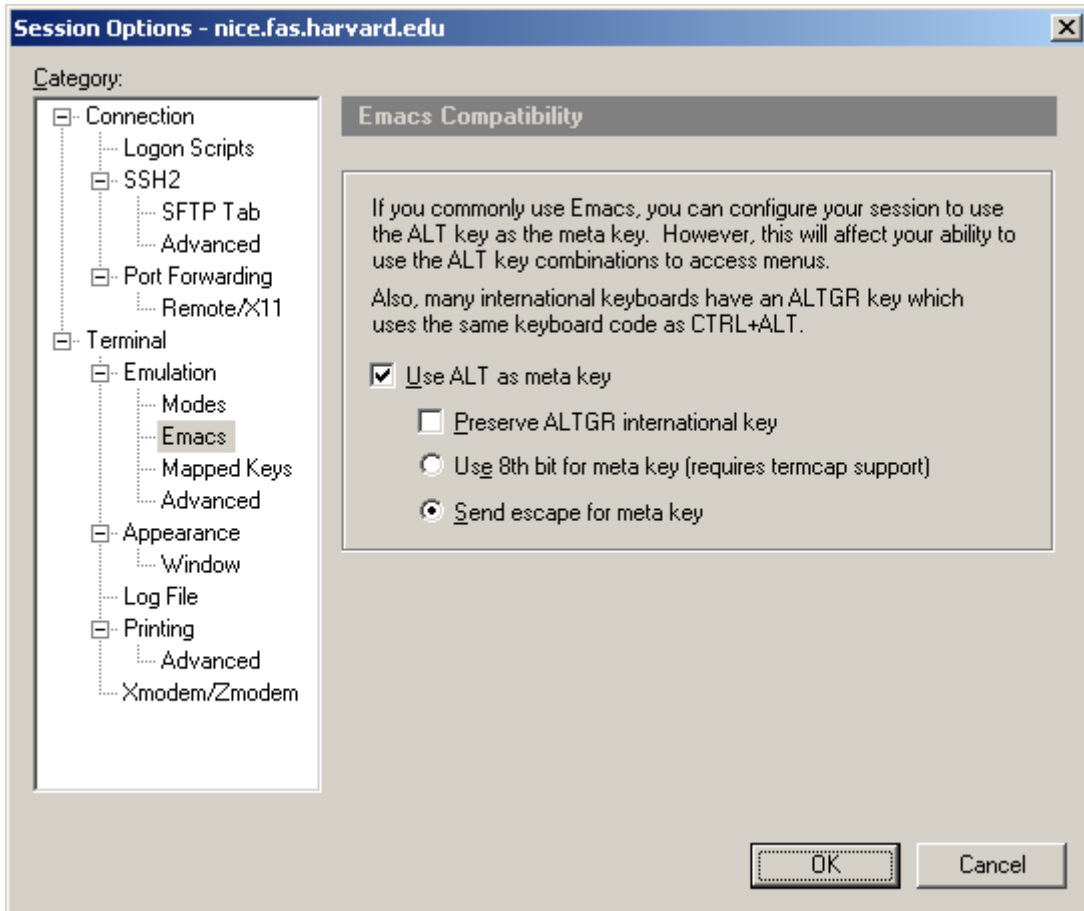 Session Options - nice.fas.harvard.edu
Category:
Connection
Logon Scripts
SSH2
SFTP Tab
Advanced
Port Forwarding
Remote/X11
Terminal
Emulation
Modes
Emacs
Mapped Keys
Advanced
Appearance
Window
Log File
Printing
Advanced
Xmodem/Zmodem
Emacs Compatibility
If you commonly use Emacs, you can configure your session to use
the ALT key as the meta key.  However, this will affect your ability to
use the ALT key combinations to access menus.
Also, many international keyboards have an ALTGR key which
uses the same keyboard code as CTRL+ALT.
Use ALT as meta key
Preserve ALTGR international key
Use 8th bit for meta key (requires termcap support)
Send escape for meta key
OK
Cancel